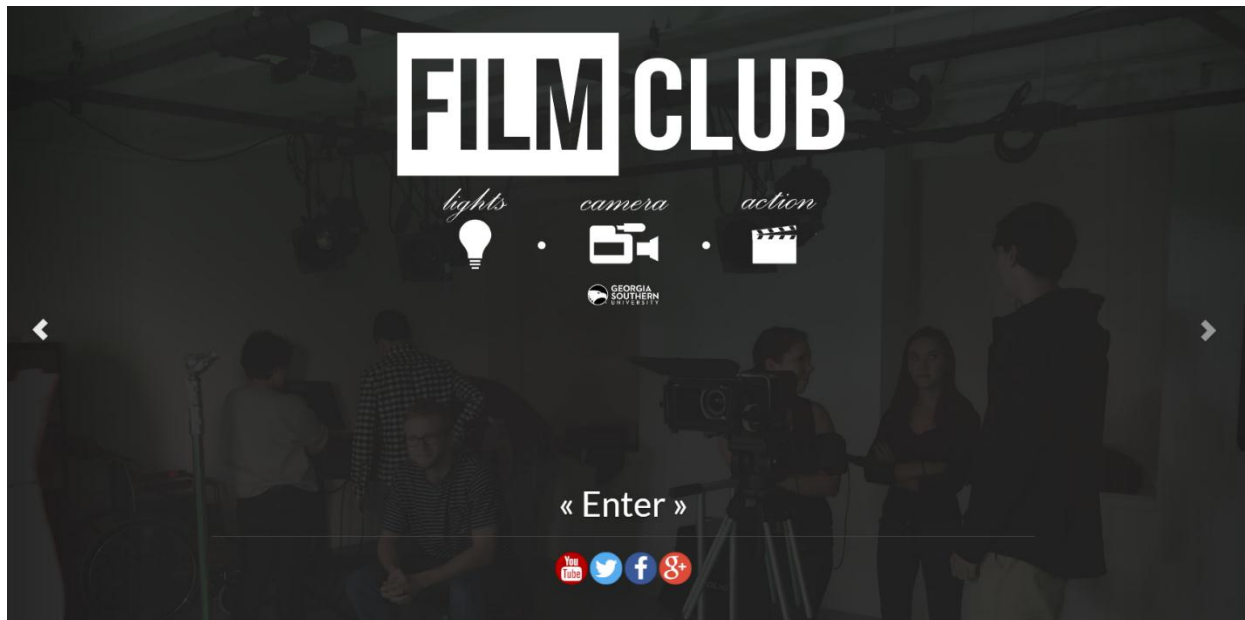 FILM CLUB
lights camera action
GEORGIA
SOUTHERN
UNIVERSITY
« Enter »
You
Tube
g+